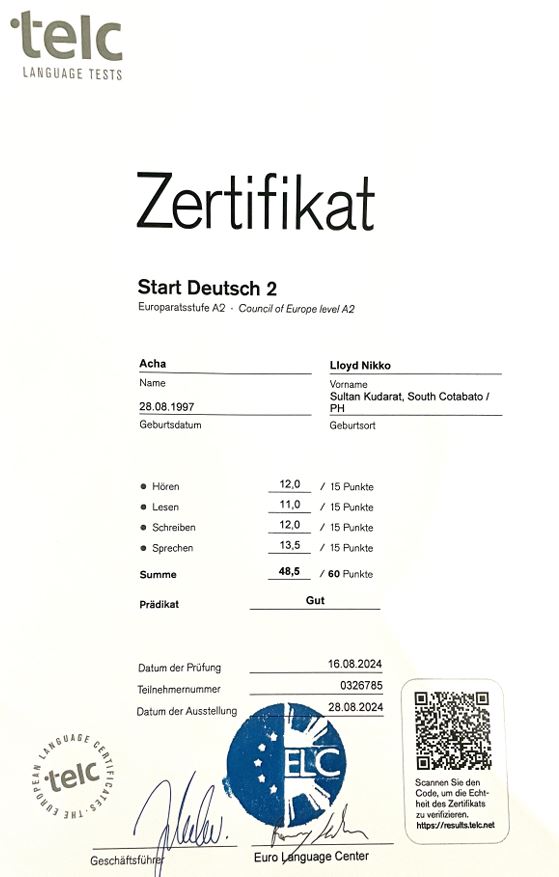 telc
LANGUAGE TESTS
Zertifikat
Start Deutsch 2
Europaratsstufe A2 · Council of Europe level A2
Acha Lloyd Nikko
Name Vorname
Sultan Kudarat, South Cotabato /
28.08.1997 PH
Geburtsdatum Geburtsort
● Hören 12,0 / 15 Punkte
● Lesen 11,0 / 15 Punkte
● Schreiben 12,0 / 15 Punkte
● Sprechen 13,5 / 15 Punkte
Summe 48,5 / 60 Punkte
Prädikat Gut
Datum der Prüfung 16.08.2024
Teilnehmernummer 0326785
Datum der Ausstellung 28.08.2024
THE EUROPEAN LANGUAGE CERTIFICATES
telc
ELC
Scannen Sie den
Code, um die Echt-
heit des Zertifikats
zu verifizieren.
https://results.telc.net
Geschäftsführer Euro Language Center